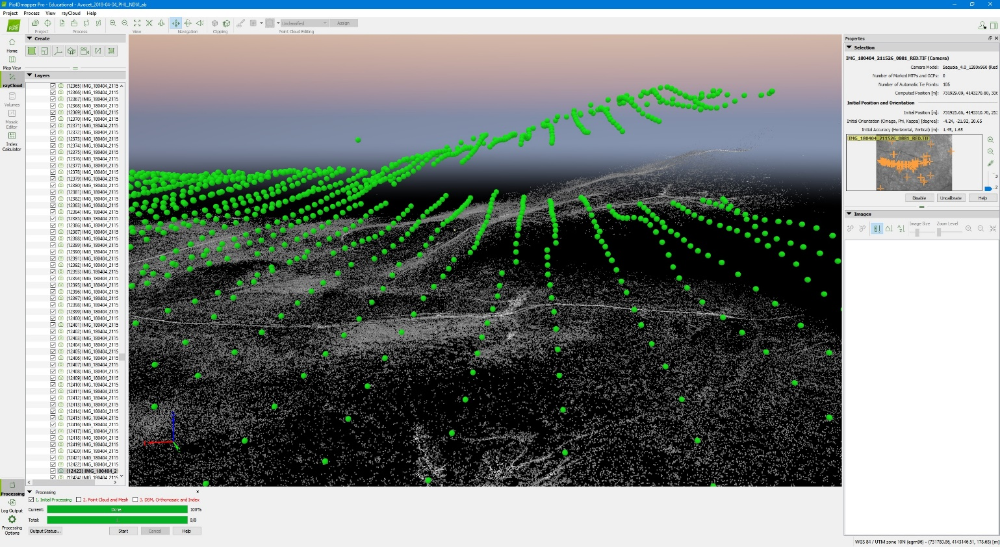 Pix4Dmapper Pro - Educational - Avocet_2018-04-04_PHL_NDVI_ab
Project Process View rayCloud Help
Project Process View Navigation Clipping Point Cloud Editing
Unclassified Assign
Home
Map View
rayCloud
Volumes
Mosaic
Editor
Index
Calculator
Create
Layers
(12365) IMG_180404_2115
(12366) IMG_180404_2115
(12367) IMG_180404_2115
(12368) IMG_180404_2115
(12369) IMG_180404_2115
(12370) IMG_180404_2115
(12371) IMG_180404_2115
(12372) IMG_180404_2115
(12373) IMG_180404_2115
(12374) IMG_180404_2115
(12375) IMG_180404_2115
(12376) IMG_180404_2115
(12377) IMG_180404_2115
(12378) IMG_180404_2115
(12379) IMG_180404_2115
(12380) IMG_180404_2115
(12381) IMG_180404_2115
(12382) IMG_180404_2115
(12383) IMG_180404_2115
(12384) IMG_180404_2115
(12385) IMG_180404_2115
(12386) IMG_180404_2115
(12387) IMG_180404_2115
(12388) IMG_180404_2115
(12389) IMG_180404_2115
(12390) IMG_180404_2115
(12391) IMG_180404_2115
(12392) IMG_180404_2115
(12393) IMG_180404_2115
(12394) IMG_180404_2115
(12395) IMG_180404_2115
(12396) IMG_180404_2115
(12397) IMG_180404_2115
(12398) IMG_180404_2115
(12399) IMG_180404_2115
(12400) IMG_180404_2115
(12401) IMG_180404_2115
(12402) IMG_180404_2115
(12403) IMG_180404_2115
(12404) IMG_180404_2115
(12405) IMG_180404_2115
(12406) IMG_180404_2115
(12407) IMG_180404_2115
(12408) IMG_180404_2115
(12409) IMG_180404_2115
(12410) IMG_180404_2115
(12411) IMG_180404_2115
(12412) IMG_180404_2115
(12413) IMG_180404_2115
(12414) IMG_180404_2115
(12415) IMG_180404_2115
(12416) IMG_180404_2115
(12417) IMG_180404_2115
(12418) IMG_180404_2115
(12419) IMG_180404_2115
(12420) IMG_180404_2115
(12421) IMG_180404_2115
(12422) IMG_180404_2115
(12423) IMG_180404_21
(12424) IMG_180404_2115
Processing
Log Output
Processing
Options
Processing
1. Initial Processing 2. Point Cloud and Mesh 3. DSM, Orthomosaic and Index
Current: Done. 100%
Total: 8/8
Output Status... Start Cancel Help
Properties
Selection
IMG_180404_211526_0881_RED.TIF (Camera)
Camera Model: Sequoia_4.0_1280x960 (Red
Number of Marked MTPs and GCPs: 0
Number of Automatic Tie Points: 105
Computed Position [m]: 731929.09, 4143270.80, 
Initial Position and Orientation
Initial Position [m]: 731925.66, 4143310.70, 
Initial Orientation (Omega, Phi, Kappa) [degree]: -4.24, -21.92, 20.65
Initial Accuracy (Horizontal, Vertical) [m]: 1.45, 1.65
IMG_180404_211526_0881_RED.TIF
3
2
Disable Uncalibrate Help
Images
Image Size Zoom Level
WGS 84 / UTM zone 10N (egm96) - (731780.86, 4143146.51, 178.68) [m]